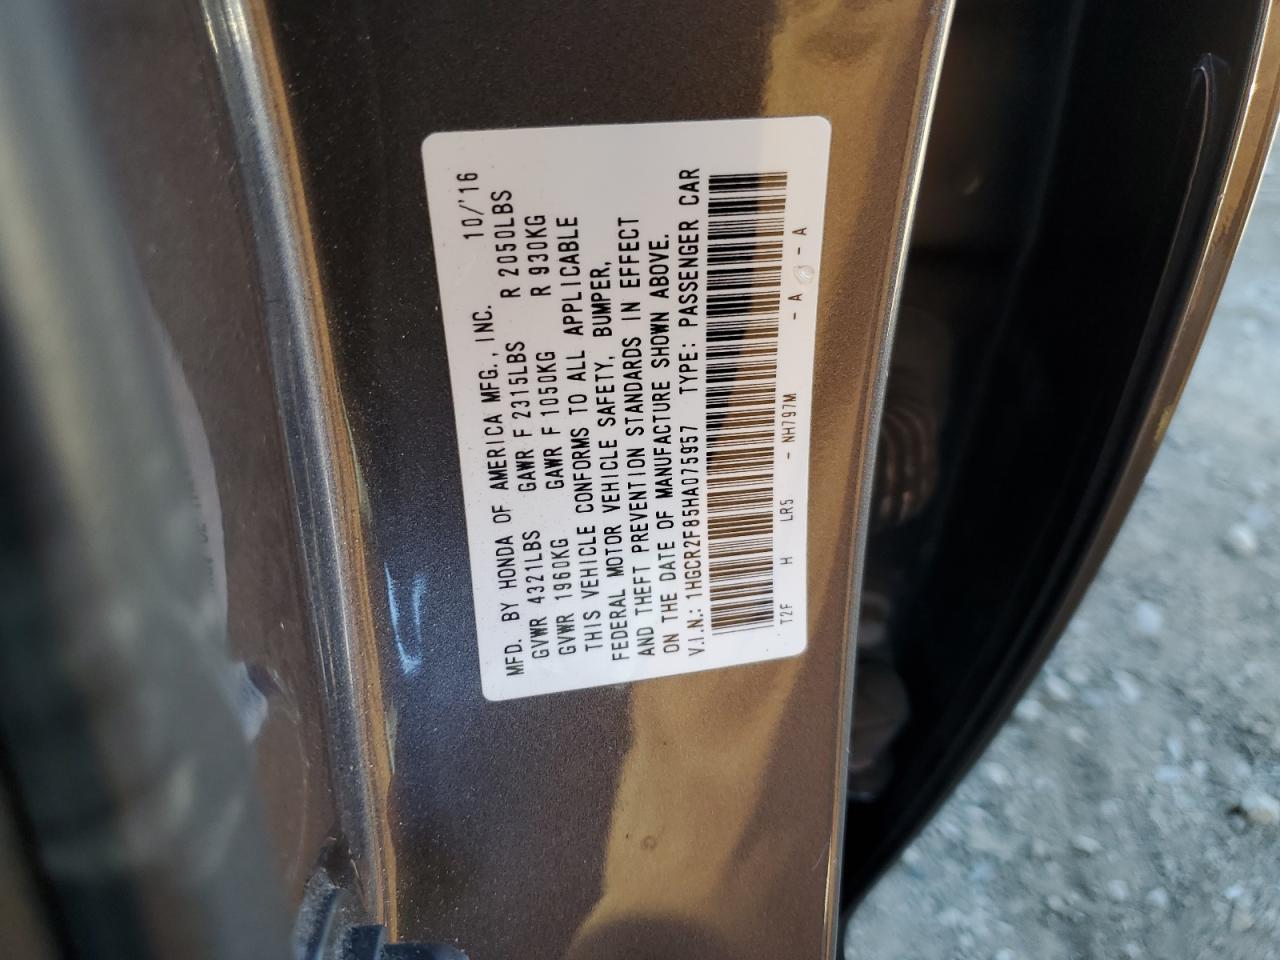 MFD. BY HONDA OF AMERICA MFG., INC. 10/'16
GVWR 4321LBS GAWR F 2315LBS R 2050LBS
GVWR 1960KG GAWR F 1050KG R 930KG
THIS VEHICLE CONFORMS TO ALL APPLICABLE
FEDERAL MOTOR VEHICLE SAFETY, BUMPER,
AND THEFT PREVENTION STANDARDS IN EFFECT
ON THE DATE OF MANUFACTURE SHOWN ABOVE.
V.I.N.: 1HGCR2F85HA075957 TYPE: PASSENGER CAR
T2F H LR5 - NH797M - A - A